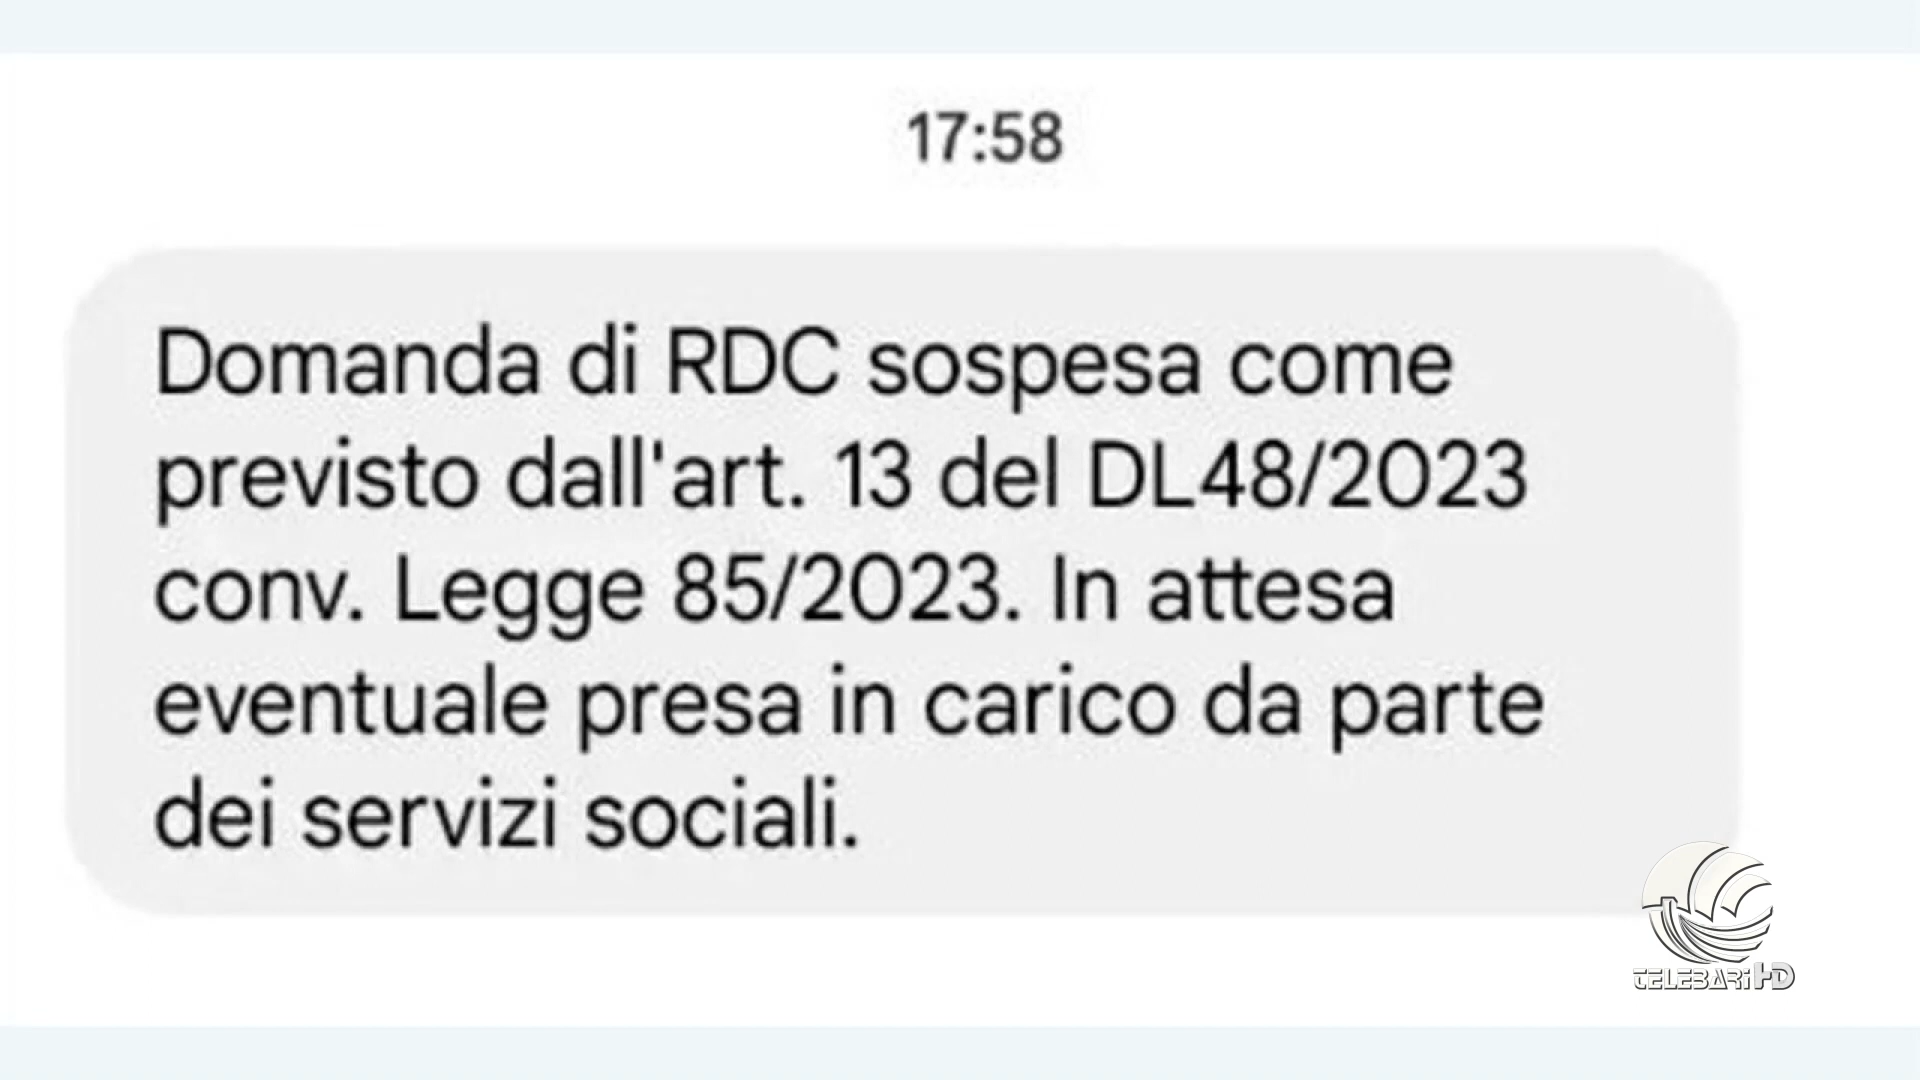 17:58
Domanda di RDC sospesa come
previsto dall'art. 13 del DL48/2023
conv. Legge 85/2023. In attesa
eventuale presa in carico da parte
dei servizi sociali.
TELEBARI HD